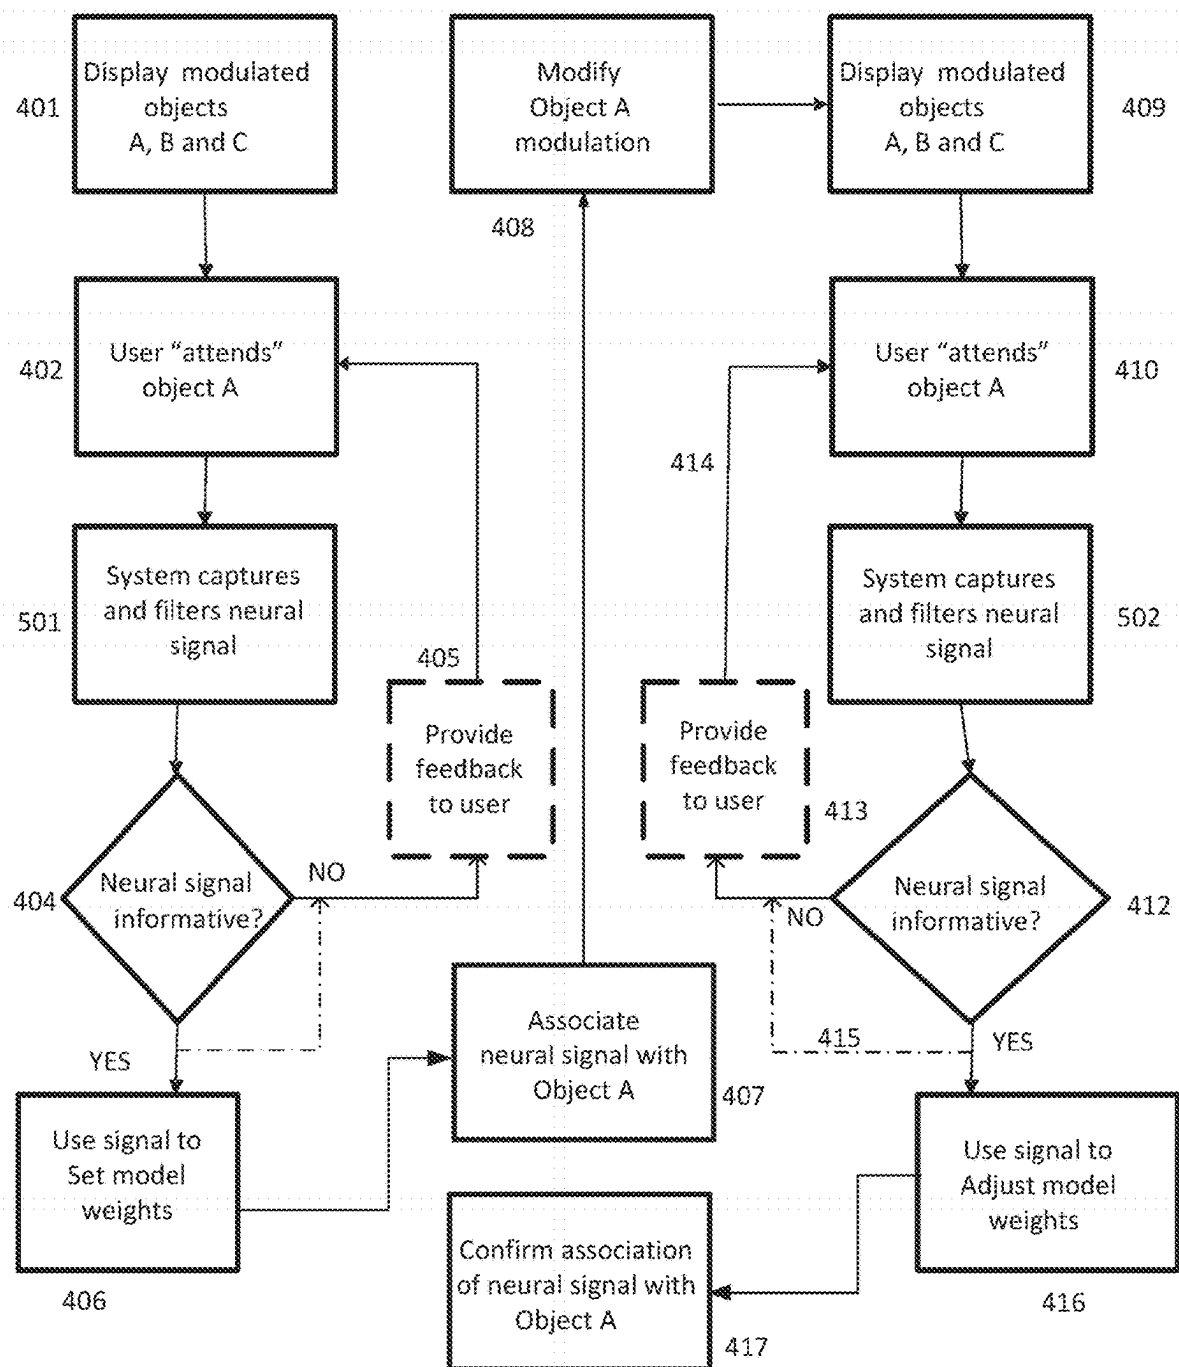 401
Display modulated
objects
A, B and C
402
User "attends"
object A
501
System captures
and filters neural
signal
404
Neural signal
informative?
NO
YES
405
Provide
feedback
to user
Use signal to
Set model
weights
406
Associate
neural signal with
Object A
407
Modify
Object A
modulation
408
Display modulated
objects
A, B and C
409
User "attends"
object A
410
414
System captures
and filters neural
signal
502
Provide
feedback
to user
413
Neural signal
informative?
412
NO
415
YES
Use signal to
Adjust model
weights
416
Confirm association
of neural signal with
Object A
417